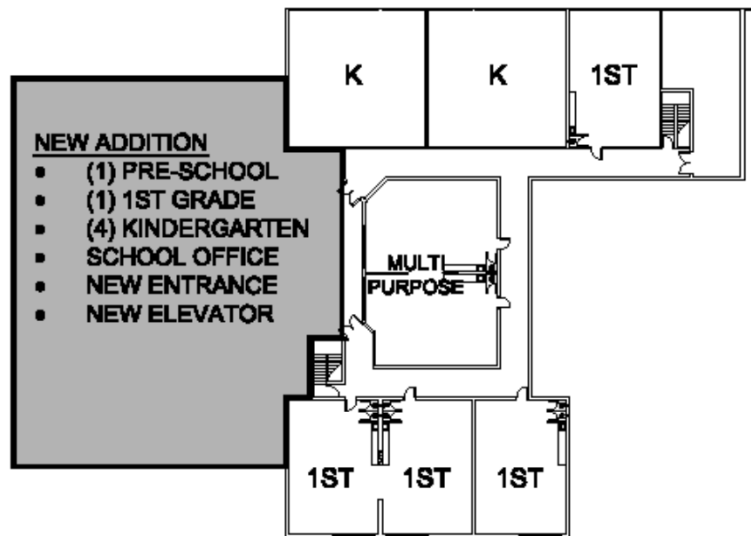 K K 1ST
NEW ADDITION
• (1) PRE-SCHOOL
• (1) 1ST GRADE
• (4) KINDERGARTEN
• SCHOOL OFFICE
• NEW ENTRANCE
• NEW ELEVATOR
MULTI
PURPOSE
1ST 1ST 1ST